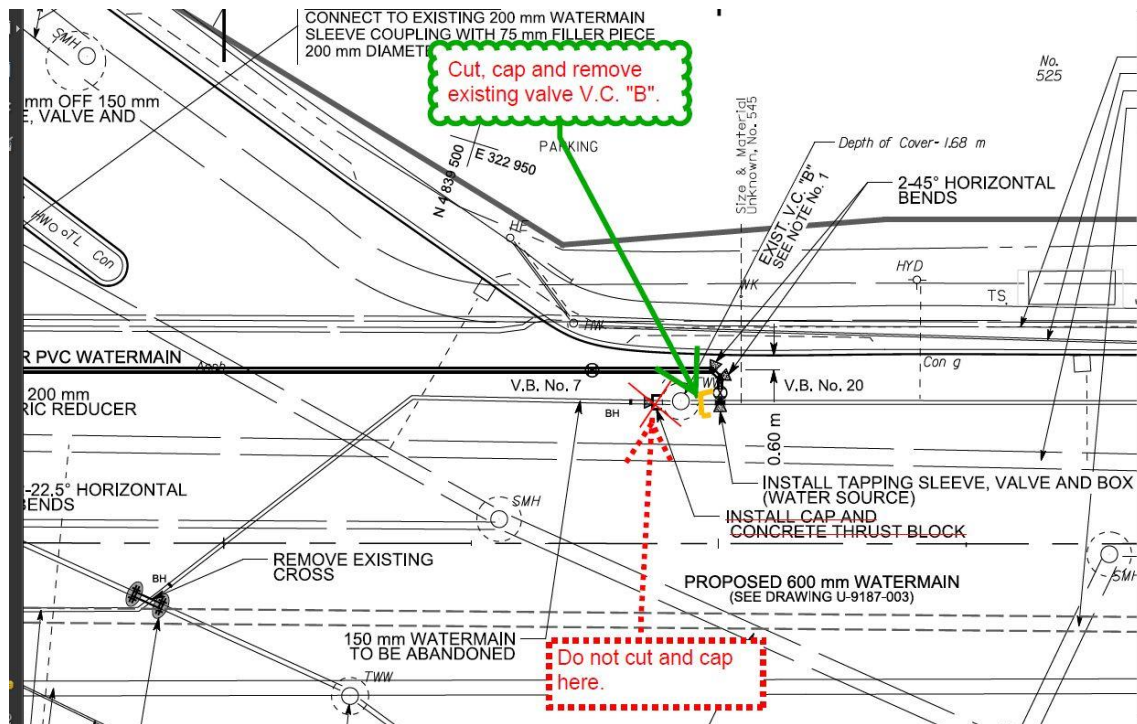 CONNECT TO EXISTING 200 mm WATERMAIN
SLEEVE COUPLING WITH 75 mm FILLER PIECE
200 mm DIAMETE
SMH
mm OFF 150 mm
E, VALVE AND
Cut, cap and remove
existing valve V.C. "B".
No.
525
PARKING
N 4 839 500
E 322 950
Size & Material
Unknown, No. 545
Depth of Cover- 1.68 m
EXIST. V.C. "B"
SEE NOTE No. 1
2-45° HORIZONTAL
BENDS
HW
TL
Con
HE
HYD
TS
HW
R PVC WATERMAIN
Con g
V.B. No. 7
V.B. No. 20
200 mm
RIC REDUCER
BH
0.60 m
-22.5° HORIZONTAL
BENDS
SMH
INSTALL TAPPING SLEEVE, VALVE AND BOX
(WATER SOURCE)
INSTALL CAP AND
CONCRETE THRUST BLOCK
REMOVE EXISTING
CROSS
BH
SMH
PROPOSED 600 mm WATERMAIN
(SEE DRAWING U-9187-003)
150 mm WATERMAIN
TO BE ABANDONED
Do not cut and cap
here.
TWW